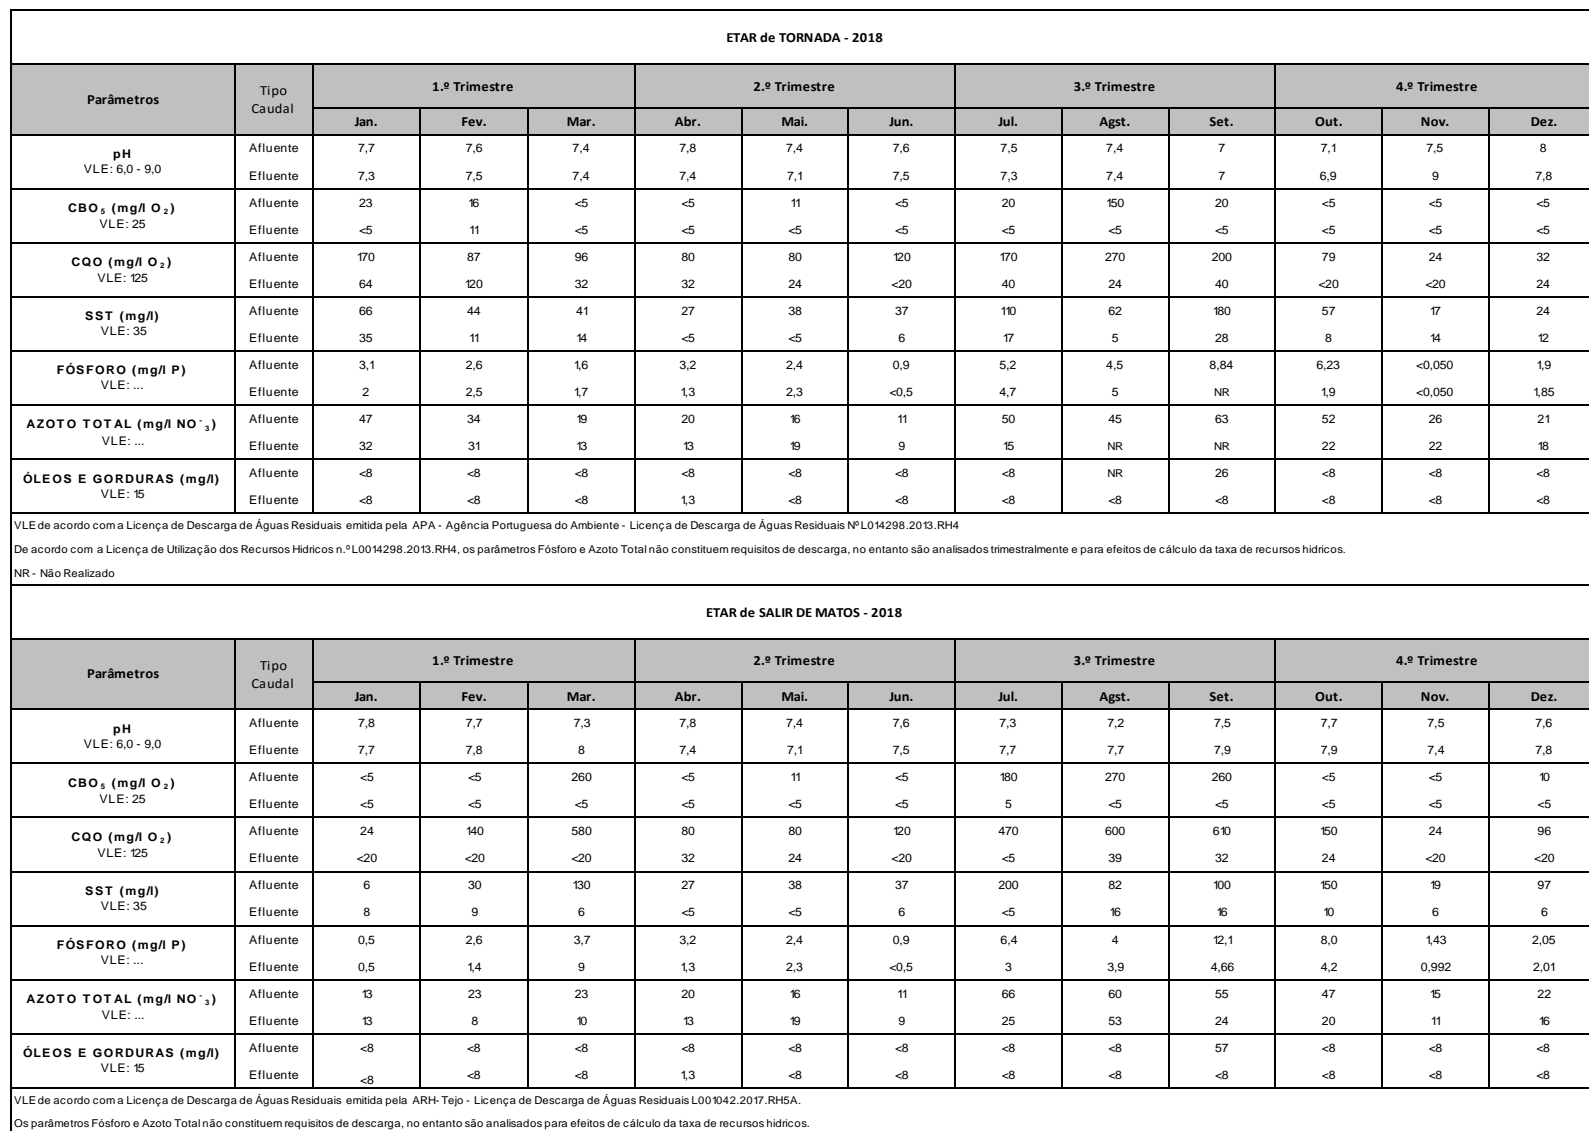 ETAR de TORNADA - 2018
Parâmetros Tipo Caudal 1.º Trimestre 2.º Trimestre 3.º Trimestre 4.º Trimestre
Jan. Fev. Mar. Abr. Mai. Jun. Jul. Agst. Set. Out. Nov. Dez.
pH
VLE: 6,0 - 9,0
Afluente 7,7 7,6 7,4 7,8 7,4 7,6 7,5 7,4 7 7,1 7,5 8
Efluente 7,3 7,5 7,4 7,4 7,1 7,5 7,3 7,4 7 6,9 9 7,8
CBO₅ (mg/l O₂)
VLE: 25
Afluente 23 16 <5 <5 11 <5 20 150 20 <5 <5 <5
Efluente <5 11 <5 <5 <5 <5 <5 <5 <5 <5 <5 <5
CQO (mg/l O₂)
VLE: 125
Afluente 170 87 96 80 80 120 170 270 200 79 24 32
Efluente 64 120 32 32 24 <20 40 24 40 <20 <20 24
SST (mg/l)
VLE: 35
Afluente 66 44 41 27 38 37 110 62 180 57 17 24
Efluente 35 11 14 <5 <5 6 17 5 28 8 14 12
FÓSFORO (mg/l P)
VLE: ...
Afluente 3,1 2,6 1,6 3,2 2,4 0,9 5,2 4,5 8,84 6,23 <0,050 1,9
Efluente 2 2,5 1,7 1,3 2,3 <0,5 4,7 5 NR 1,9 <0,050 1,85
AZOTO TOTAL (mg/l NO⁻₃)
VLE: ...
Afluente 47 34 19 20 16 11 50 45 63 52 26 21
Efluente 32 31 13 13 19 9 15 NR NR 22 22 18
ÓLEOS E GORDURAS (mg/l)
VLE: 15
Afluente <8 <8 <8 <8 <8 <8 <8 NR 26 <8 <8 <8
Efluente <8 <8 <8 1,3 <8 <8 <8 <8 <8 <8 <8 <8
VLE de acordo com a Licença de Descarga de Águas Residuais emitida pela APA - Agência Portuguesa do Ambiente - Licença de Descarga de Águas Residuais Nº L014298.2013.RH4
De acordo com a Licença de Utilização dos Recursos Hidricos n.º L0014298.2013.RH4, os parâmetros Fósforo e Azoto Total não constituem requisitos de descarga, no entanto são analisados trimestralmente e para efeitos de cálculo da taxa de recursos hidricos.
NR - Não Realizado
ETAR de SALIR DE MATOS - 2018
Parâmetros Tipo Caudal 1.º Trimestre 2.º Trimestre 3.º Trimestre 4.º Trimestre
Jan. Fev. Mar. Abr. Mai. Jun. Jul. Agst. Set. Out. Nov. Dez.
pH
VLE: 6,0 - 9,0
Afluente 7,8 7,7 7,3 7,8 7,4 7,6 7,3 7,2 7,5 7,7 7,5 7,6
Efluente 7,7 7,8 8 7,4 7,1 7,5 7,7 7,7 7,9 7,9 7,4 7,8
CBO₅ (mg/l O₂)
VLE: 25
Afluente <5 <5 260 <5 11 <5 180 270 260 <5 <5 10
Efluente <5 <5 <5 <5 <5 <5 5 <5 <5 <5 <5 <5
CQO (mg/l O₂)
VLE: 125
Afluente 24 140 580 80 80 120 470 600 610 150 24 96
Efluente <20 <20 <20 32 24 <20 <5 39 32 24 <20 <20
SST (mg/l)
VLE: 35
Afluente 6 30 130 27 38 37 200 82 100 150 19 97
Efluente 8 9 6 <5 <5 6 <5 16 16 10 6 6
FÓSFORO (mg/l P)
VLE: ...
Afluente 0,5 2,6 3,7 3,2 2,4 0,9 6,4 4 12,1 8,0 1,43 2,05
Efluente 0,5 1,4 9 1,3 2,3 <0,5 3 3,9 4,66 4,2 0,992 2,01
AZOTO TOTAL (mg/l NO⁻₃)
VLE: ...
Afluente 13 23 23 20 16 11 66 60 55 47 15 22
Efluente 13 8 10 13 19 9 25 53 24 20 11 16
ÓLEOS E GORDURAS (mg/l)
VLE: 15
Afluente <8 <8 <8 <8 <8 <8 <8 <8 57 <8 <8 <8
Efluente <8 <8 <8 1,3 <8 <8 <8 <8 <8 <8 <8 <8
VLE de acordo com a Licença de Descarga de Águas Residuais emitida pela ARH- Tejo - Licença de Descarga de Águas Residuais L001042.2017.RH5A.
Os parâmetros Fósforo e Azoto Total não constituem requisitos de descarga, no entanto são analisados para efeitos de cálculo da taxa de recursos hidricos.